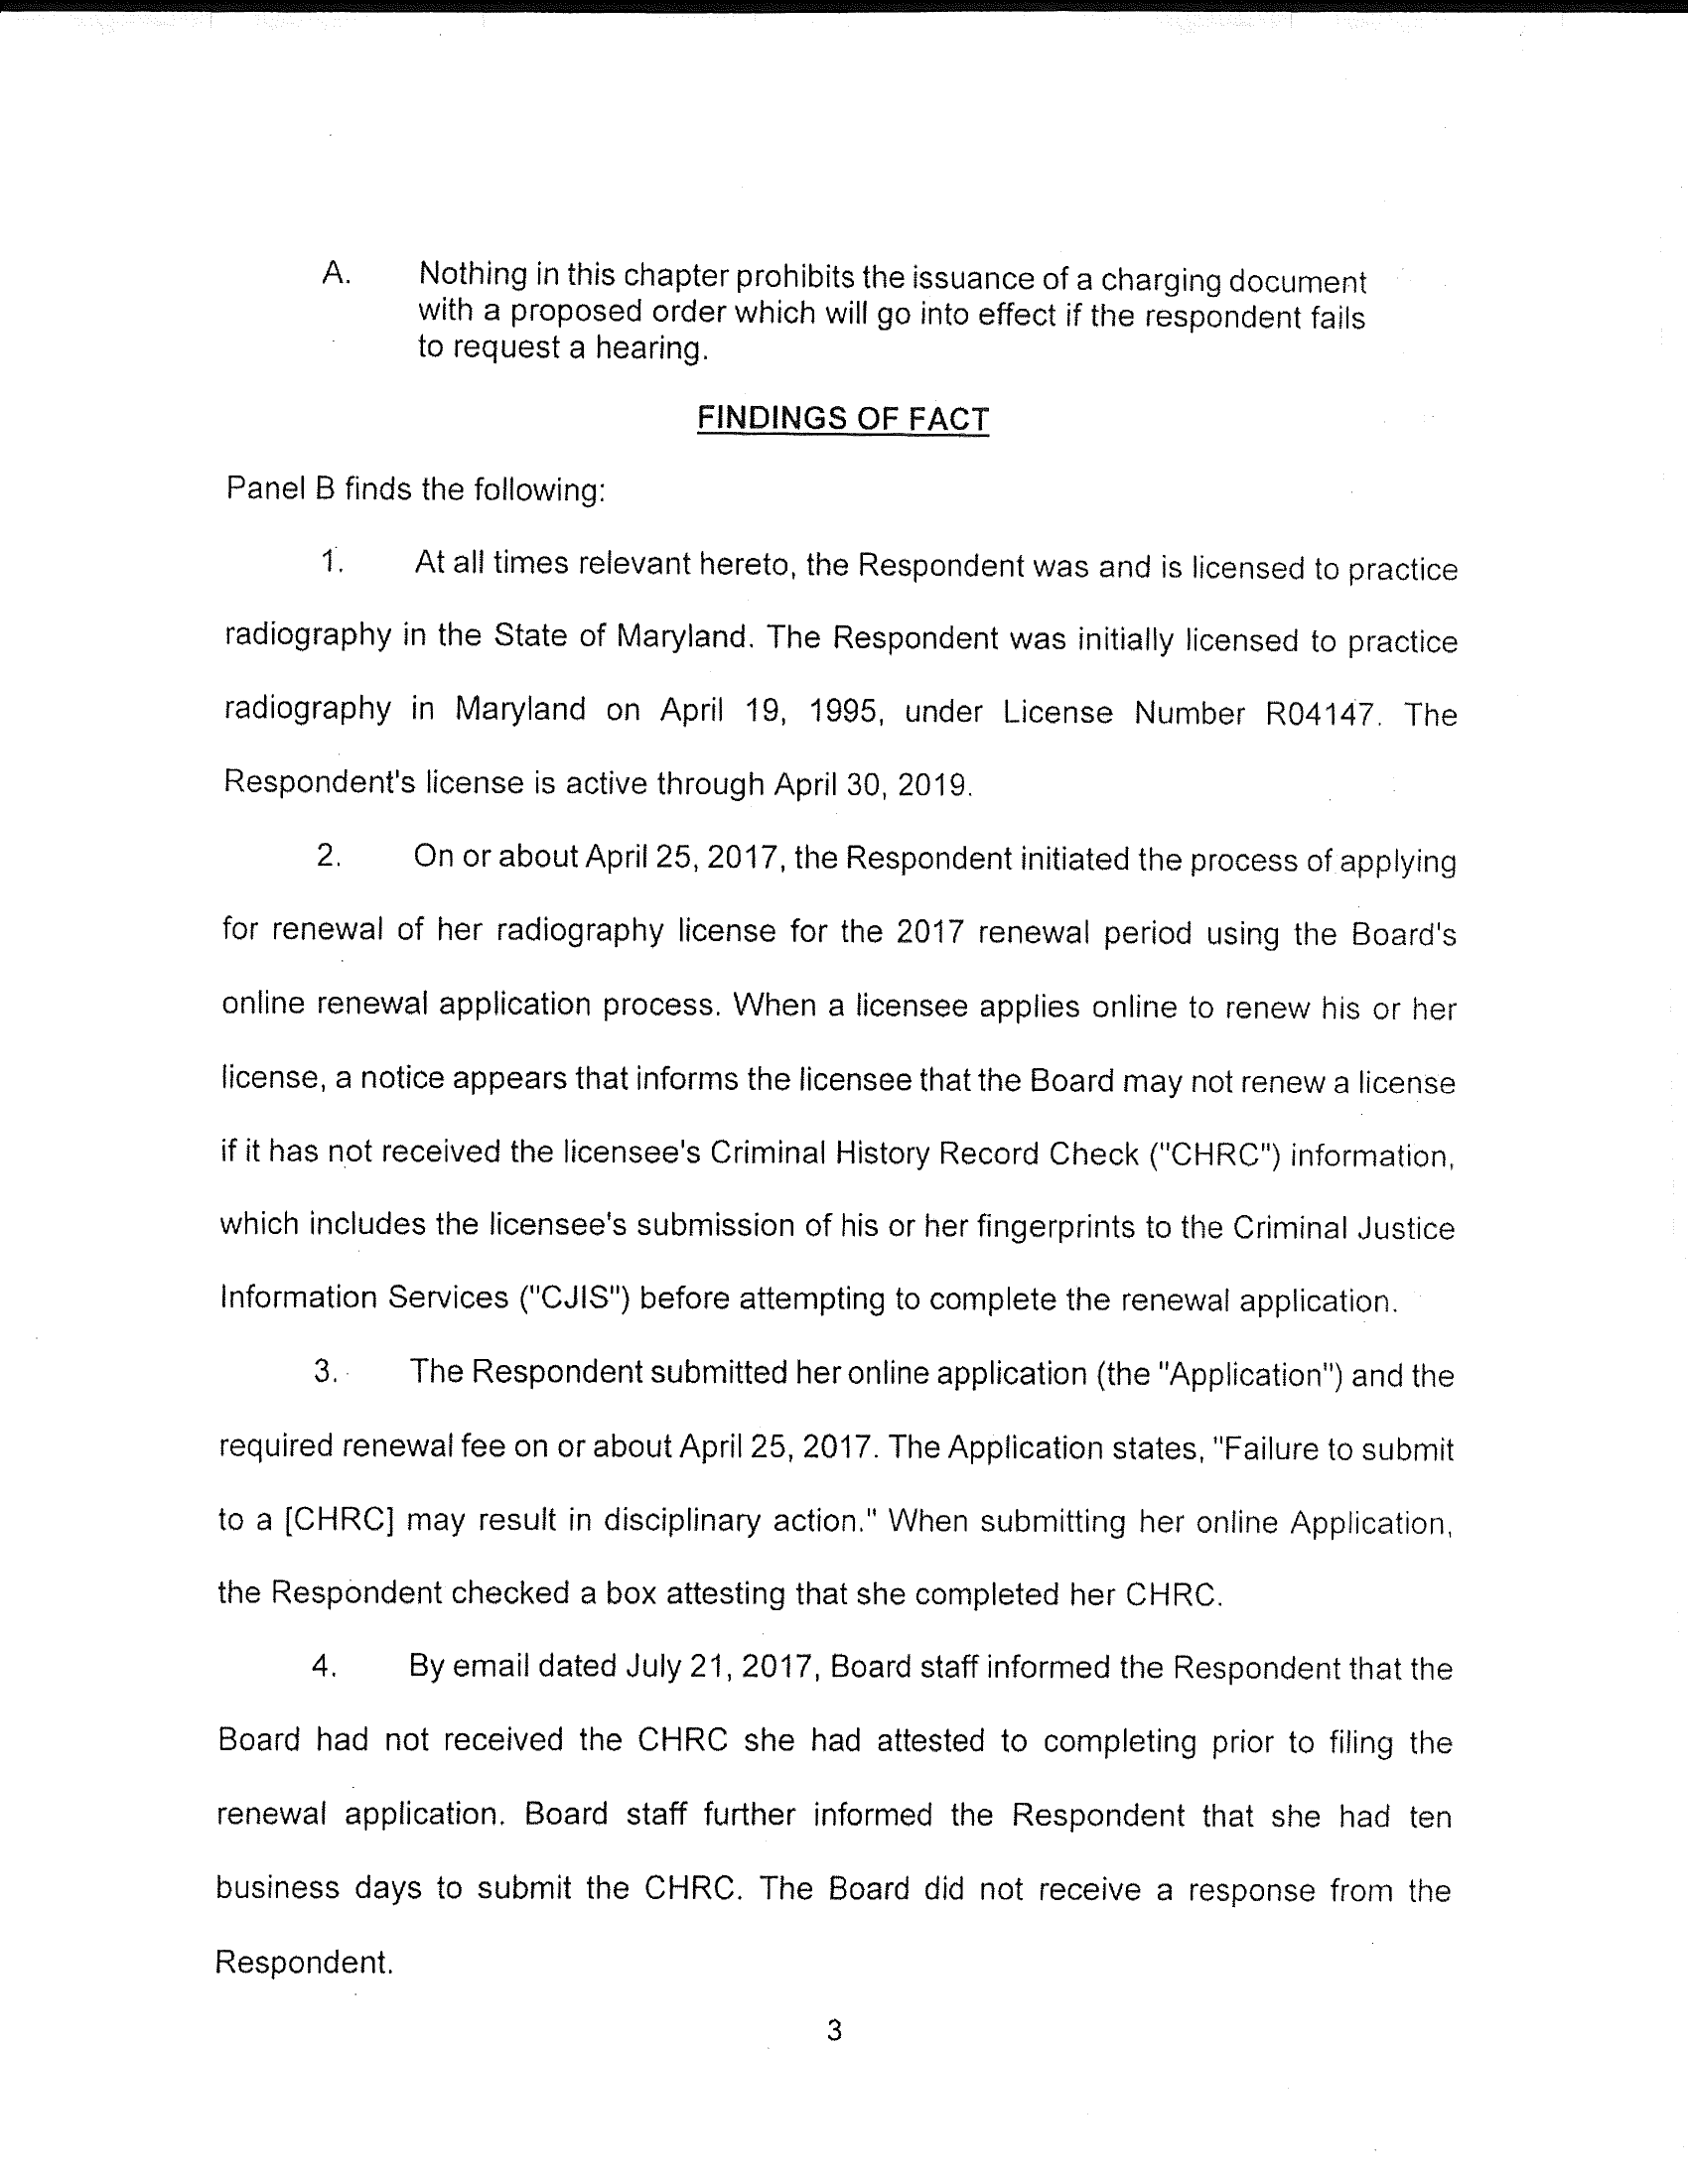 A. Nothing in this chapter prohibits the issuance of a charging document
with a proposed order which will go into effect if the respondent fails
to request a hearing.
FINDINGS OF FACT
Panel B finds the following:
1. At all times relevant hereto, the Respondent was and is licensed to practice
radiography in the State of Maryland. The Respondent was initially licensed to practice
radiography in Maryland on April 19, 1995, under License Number R04147. The
Respondent's license is active through April 30, 2019.
2. On or about April 25, 2017, the Respondent initiated the process of applying
for renewal of her radiography license for the 2017 renewal period using the Board's
online renewal application process. When a licensee applies online to renew his or her
license, a notice appears that informs the licensee that the Board may not renew a license
if it has not received the licensee's Criminal History Record Check ("CHRC") information,
which includes the licensee's submission of his or her fingerprints to the Criminal Justice
Information Services ("CJIS") before attempting to complete the renewal application.
3. The Respondent submitted her online application (the "Application") and the
required renewal fee on or about April 25, 2017. The Application states, "Failure to submit
to a [CHRC] may result in disciplinary action." When submitting her online Application,
the Respondent checked a box attesting that she completed her CHRC.
4. By email dated July 21, 2017, Board staff informed the Respondent that the
Board had not received the CHRC she had attested to completing prior to filing the
renewal application. Board staff further informed the Respondent that she had ten
business days to submit the CHRC. The Board did not receive a response from the
Respondent.
3